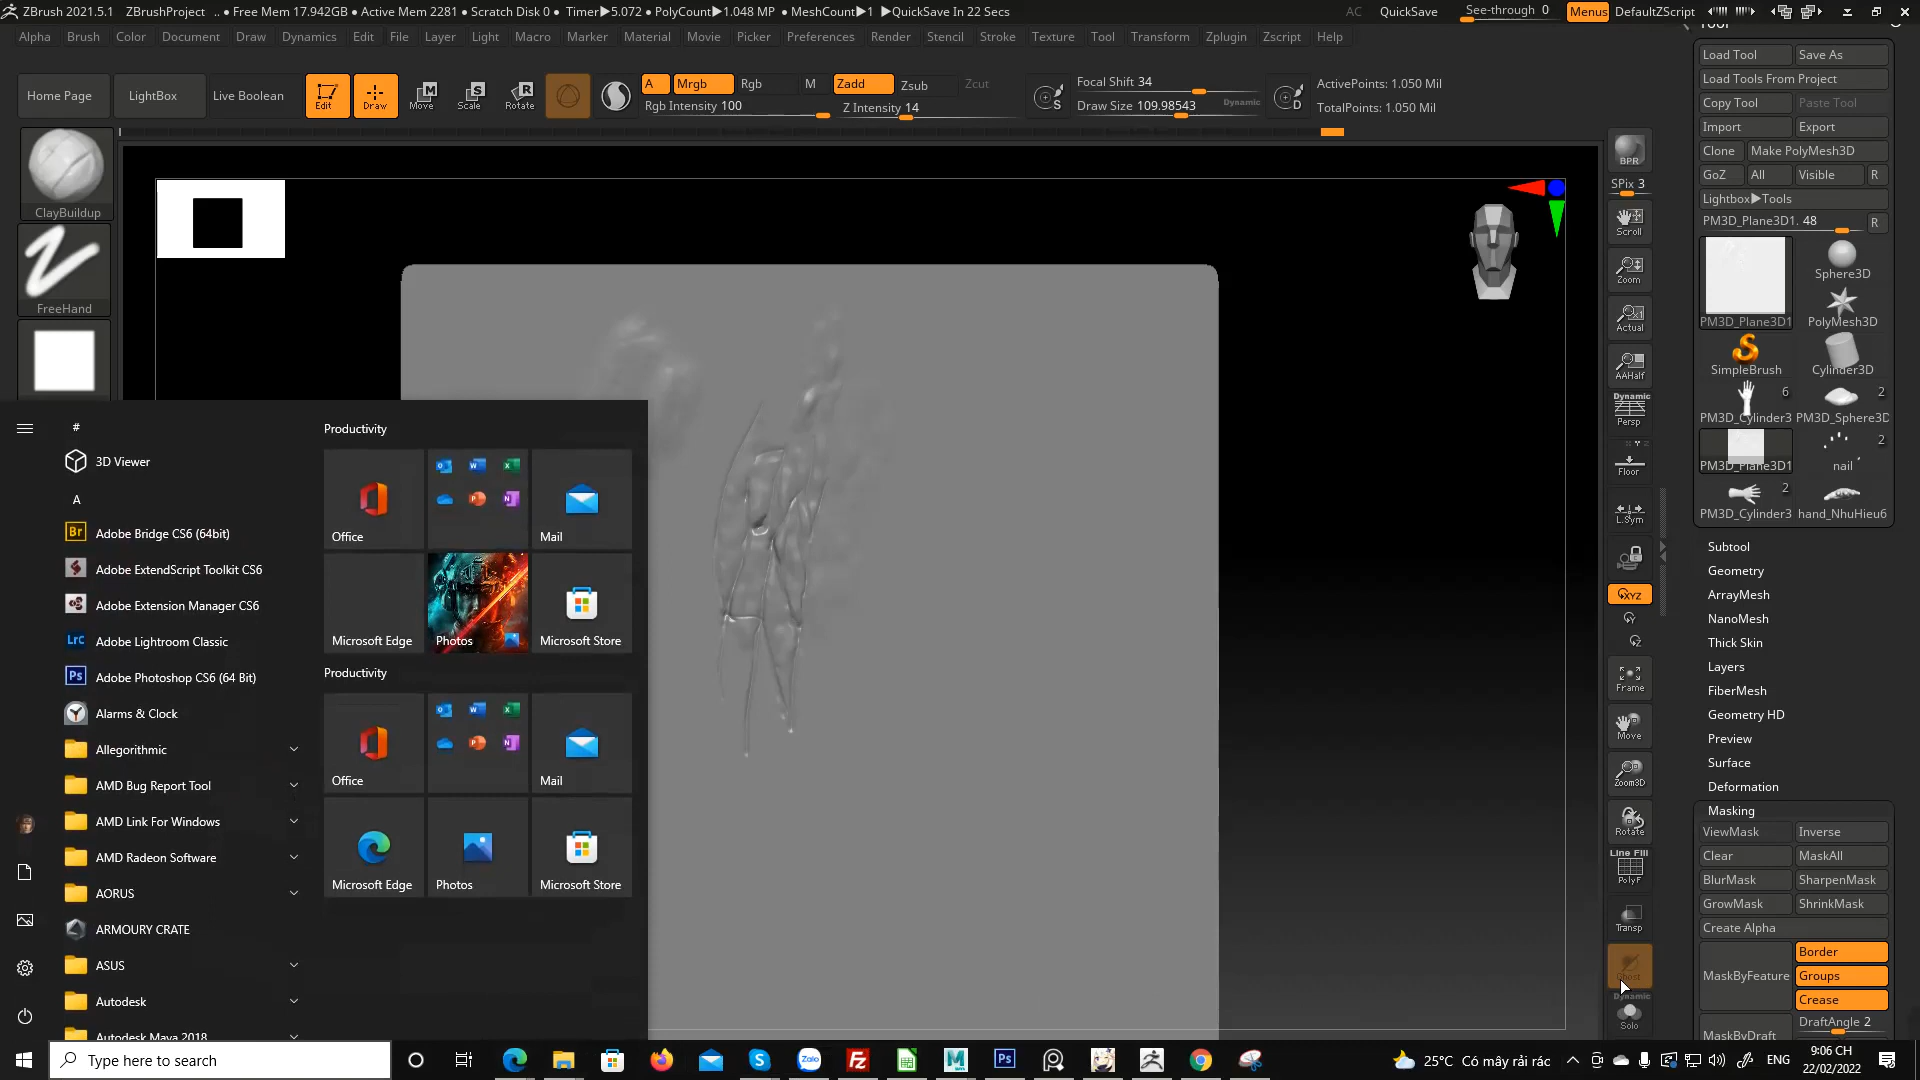 ZBrush 2021.5.1 ZBrushProject .. • Free Mem 17.942GB • Active Mem 2281 • Scratch Disk 0 • Timer▶5.072 • PolyCount▶1.048 MP • MeshCount▶1 ▶QuickSave In 22 Secs AC QuickSave See-through 0 Menus DefaultZScript
Alpha Brush Color Document Draw Dynamics Edit File Layer Light Macro Marker Material Movie Picker Preferences Render Stencil Stroke Texture Tool Transform Zplugin Zscript Help
Home Page LightBox Live Boolean Edit Draw Move Scale Rotate
A Mrgb Rgb M Zadd Zsub Zcut
Rgb Intensity 100 Z Intensity 14
S Focal Shift 34
Draw Size 109.98543 Dynamic D
ActivePoints: 1.050 Mil
TotalPoints: 1.050 Mil
ClayBuildup
FreeHand
BPR
SPix 3
Scroll
Zoom
Actual
AAHalf
Dynamic
Persp
Floor
L.Sym
XYZ
Frame
Move
Zoom3D
Rotate
Line Fill
PolyF
Transp
Ghost
Dynamic
Solo
Load Tool Save As
Load Tools From Project
Copy Tool Paste Tool
Import Export
Clone Make PolyMesh3D
GoZ All Visible R
Lightbox▶Tools
PM3D_Plane3D1. 48 R
PM3D_Plane3D1 Sphere3D
PolyMesh3D
SimpleBrush Cylinder3D
6 2
PM3D_Cylinder3 PM3D_Sphere3D
2
PM3D_Plane3D1 nail
2
PM3D_Cylinder3 hand_NhuHieu6
Subtool
Geometry
ArrayMesh
NanoMesh
Thick Skin
Layers
FiberMesh
Geometry HD
Preview
Surface
Deformation
Masking
ViewMask Inverse
Clear MaskAll
BlurMask SharpenMask
GrowMask ShrinkMask
Create Alpha
MaskByFeature Border
Groups
Crease
MaskByDraft DraftAngle 2
#
3D Viewer
A
Adobe Bridge CS6 (64bit)
Adobe ExtendScript Toolkit CS6
Adobe Extension Manager CS6
Adobe Lightroom Classic
Adobe Photoshop CS6 (64 Bit)
Alarms & Clock
Allegorithmic
AMD Bug Report Tool
AMD Link For Windows
AMD Radeon Software
AORUS
ARMOURY CRATE
ASUS
Autodesk
Autodesk Maya 2018
Productivity
Office Mail
Microsoft Edge Photos Microsoft Store
Productivity
Office Mail
Microsoft Edge Photos Microsoft Store
Type here to search
25°C Có mây rải rác ENG 9:06 CH
22/02/2022